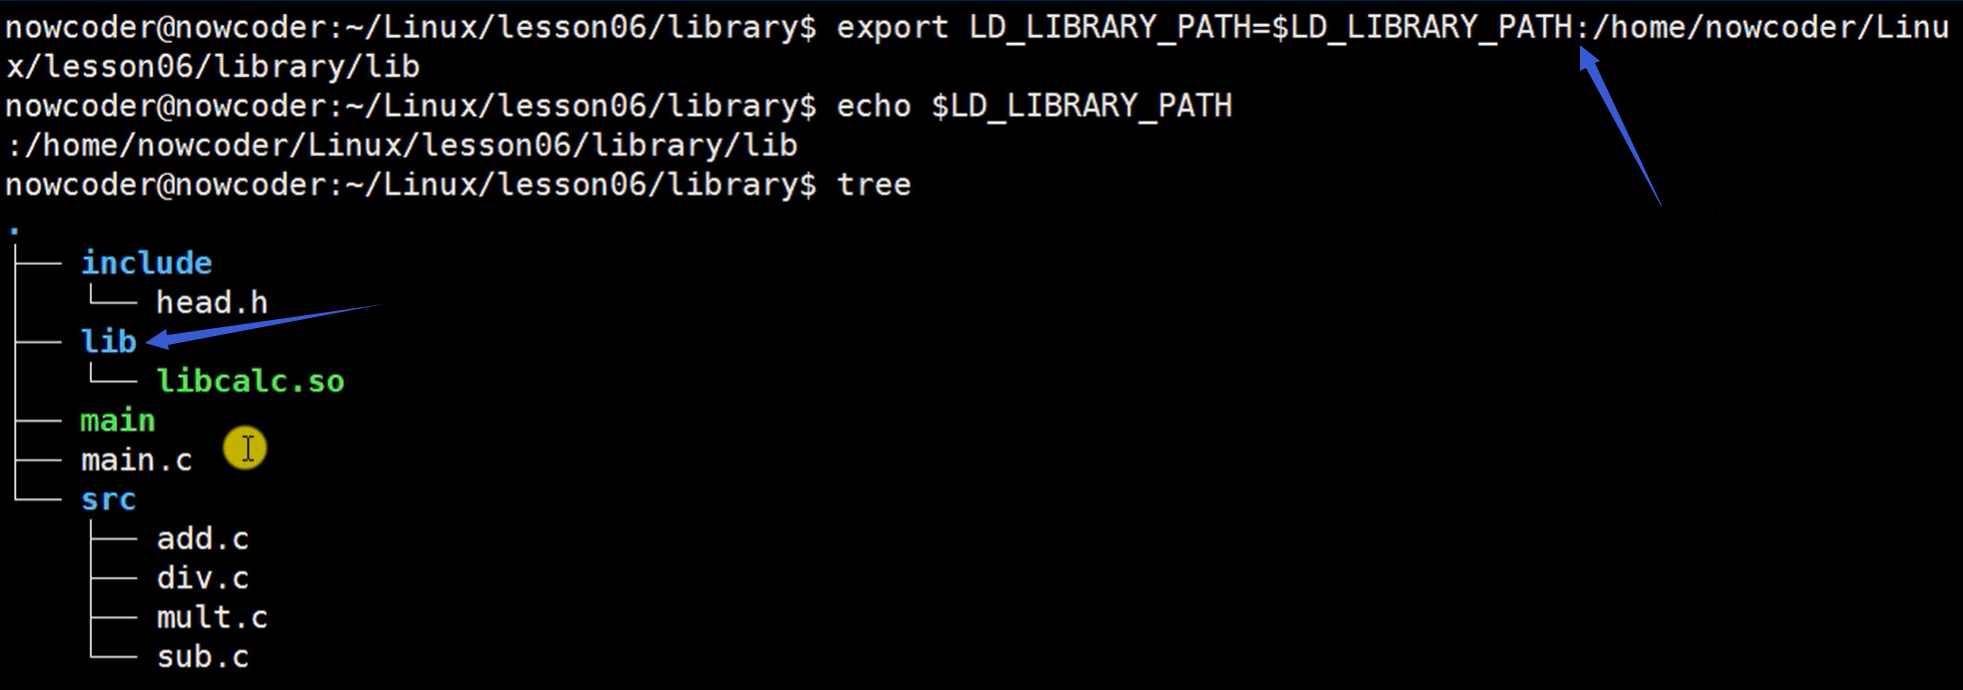 nowcoder@nowcoder:~/Linux/lesson06/library$ export LD_LIBRARY_PATH=$LD_LIBRARY_PATH:/home/nowcoder/Linu
x/lesson06/library/lib
nowcoder@nowcoder:~/Linux/lesson06/library$ echo $LD_LIBRARY_PATH
:/home/nowcoder/Linux/lesson06/library/lib
nowcoder@nowcoder:~/Linux/lesson06/library$ tree
.
├── include
│   └── head.h
├── lib
│   └── libcalc.so
├── main
├── main.c
└── src
    ├── add.c
    ├── div.c
    ├── mult.c
    └── sub.c